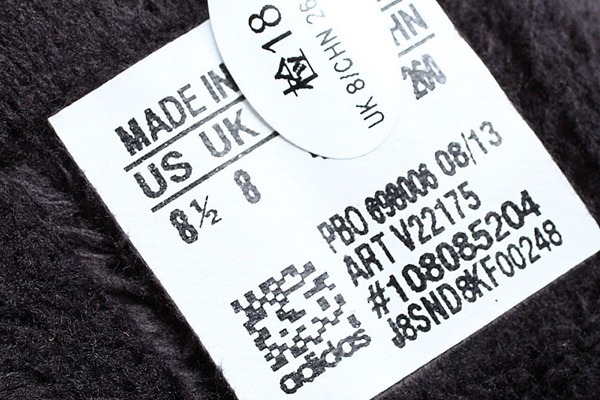 检18
UK 8/CHN 26
MADE IN
US UK HN
8½ 8 260
PBO 698006 08/13
ART V22175
#108085204
J8SND8KF00248
adidas